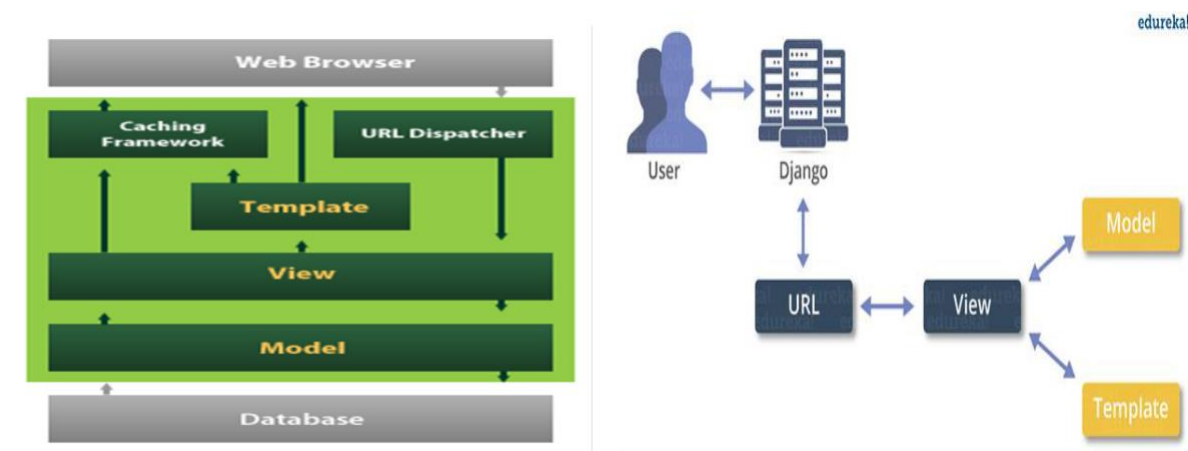 edureka!
Web Browser
Caching
Framework
URL Dispatcher
Template
View
Model
Database
User
Django
Model
URL
View
Template